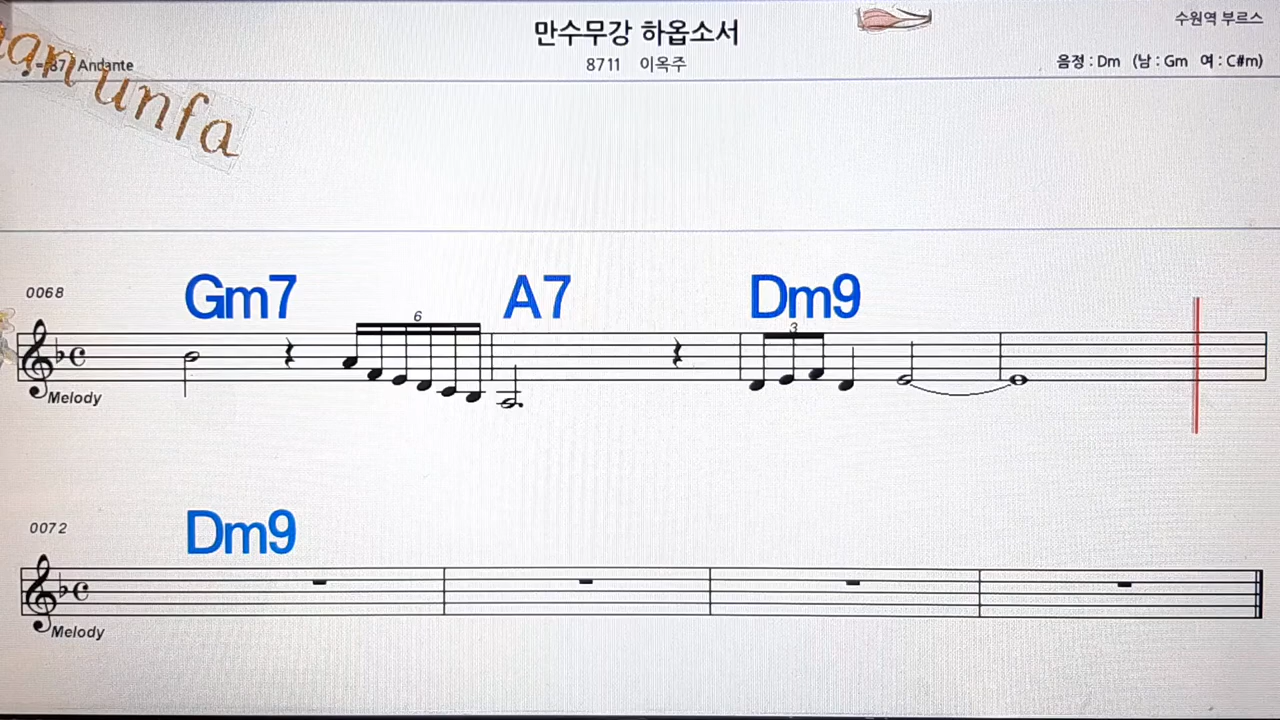 만수무강 하옵소서
수원역 부르스
8711 이옥주
♩=87 Andante
음정 : Dm (남 : Gm 여 : C#m)
unfa
0068
Gm7 A7 Dm9
6
3
Melody
0072
Dm9
Melody